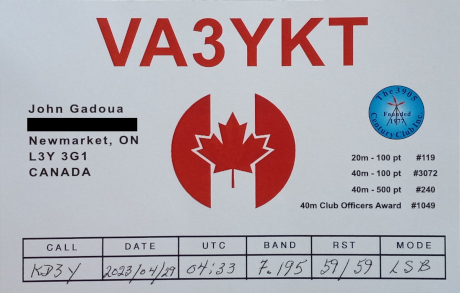 VA3YKT
John Gadoua
Newmarket, ON
L3Y 3G1
CANADA
The 3905
Century Club, Inc.
Founded
1977
20m - 100 pt #119
40m - 100 pt #3072
40m - 500 pt #240
40m Club Officers Award #1049
CALL DATE UTC BAND RST MODE
KD3Y 2023/04/29 04:33 7.195 59/59 LSB